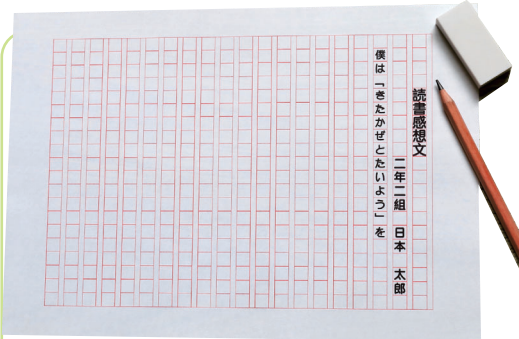 読書感想文
二年二組　日本　太郎
僕は「きたかぜとたいよう」を